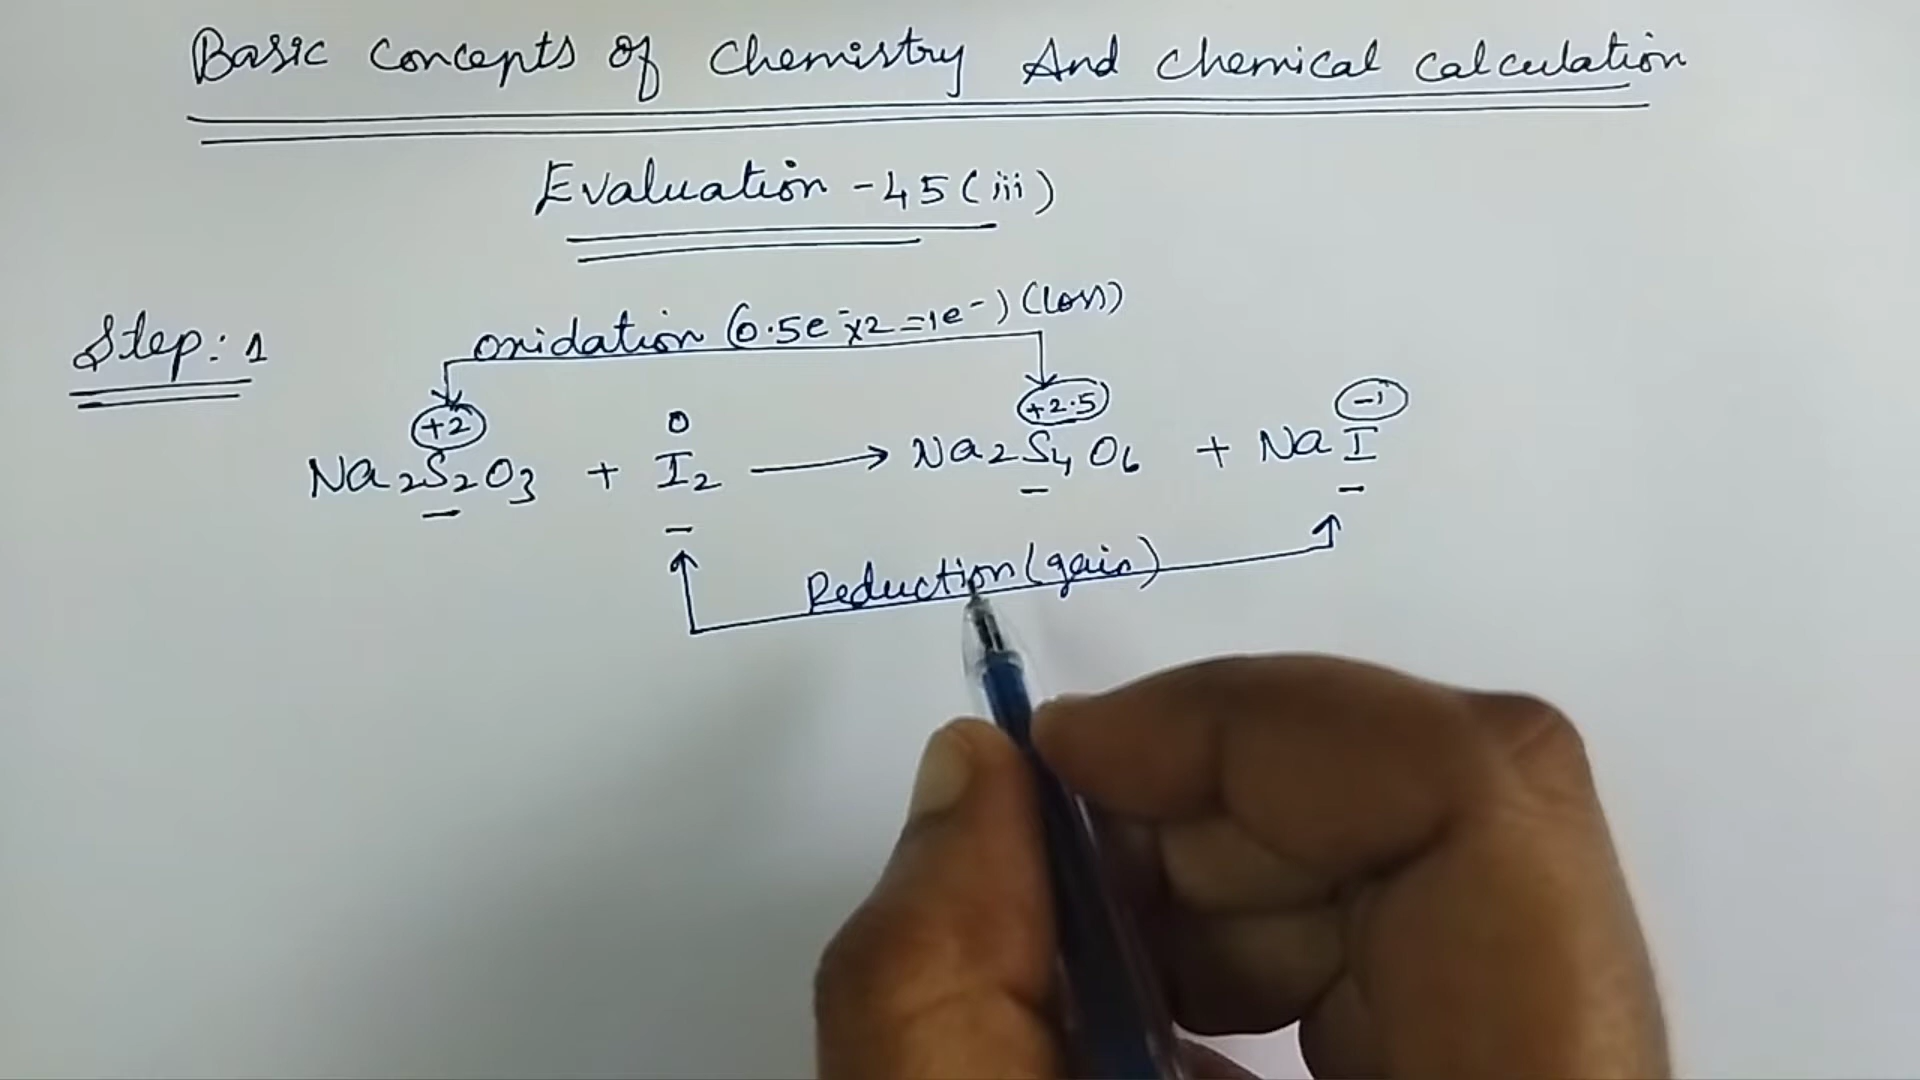 Basic Concepts Of Chemistry And Chemical Calculation
Evaluation - 45 (iii)
Step: 1
oxidation (0.5e⁻x2=1e⁻) (loss)
+2 0 +2.5 -1
Na₂S₂O₃ + I₂ → Na₂S₄O₆ + NaI
Reduction (gain)